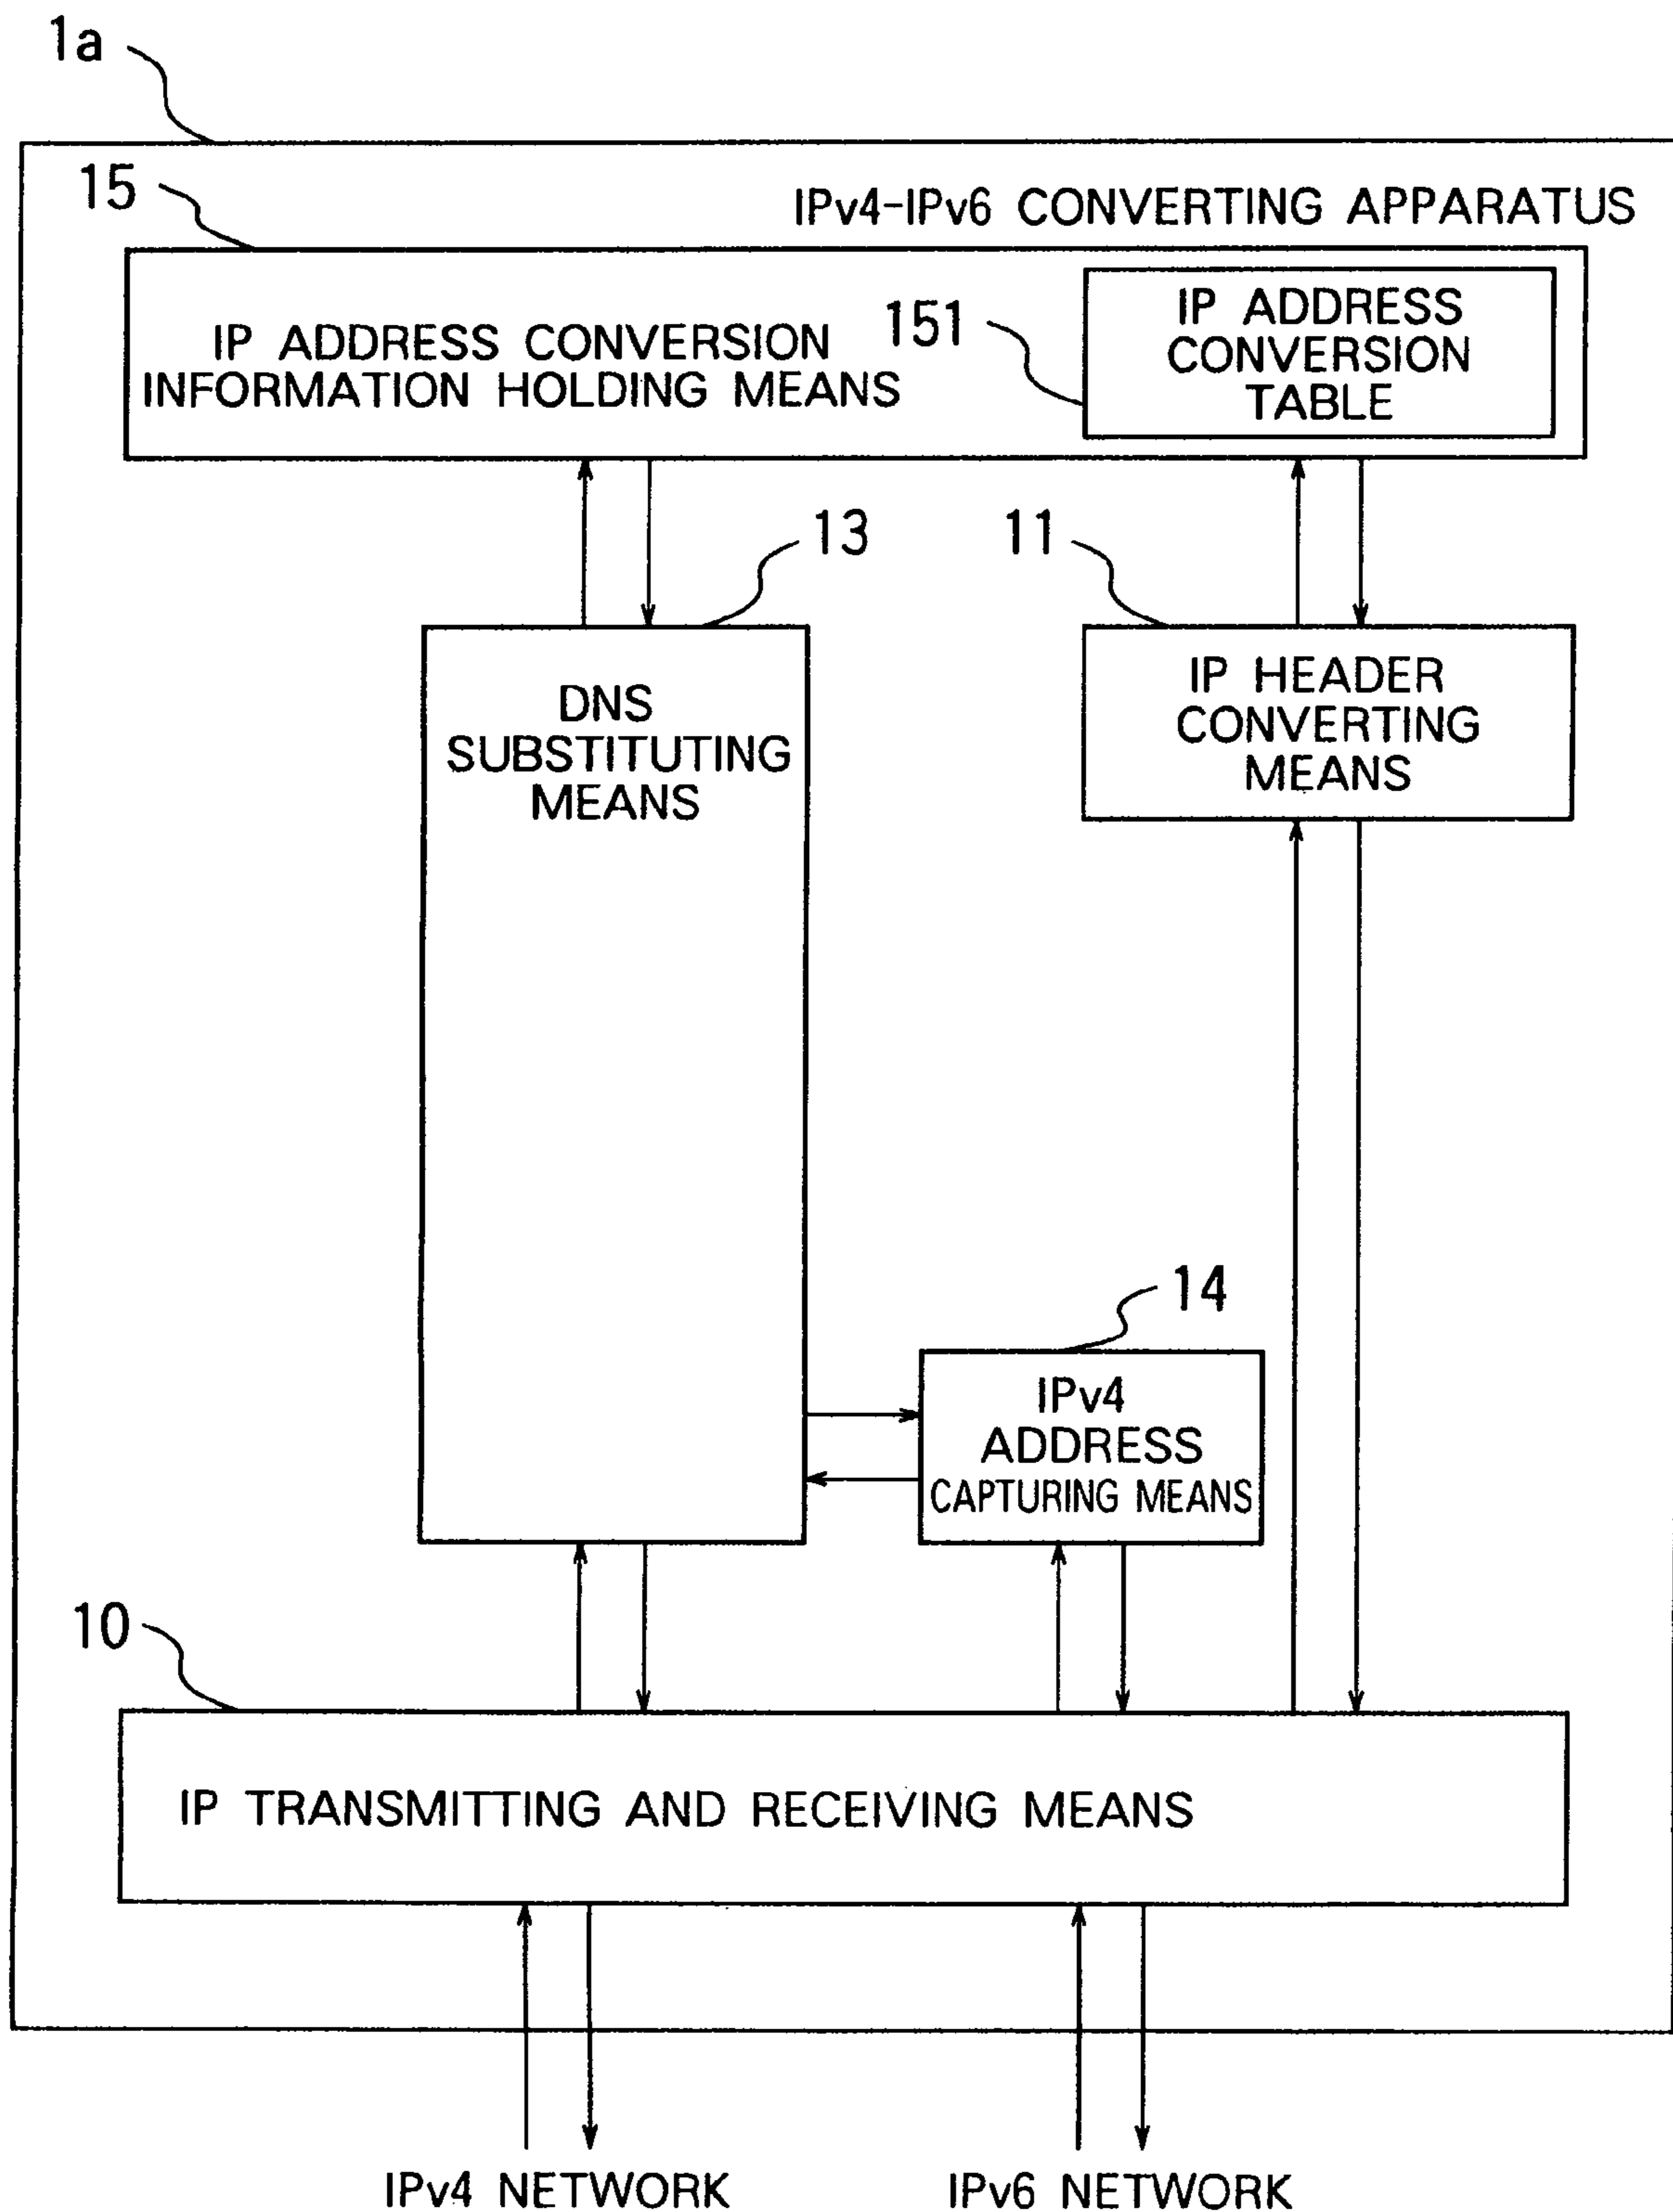 1a
15
IPv4-IPv6 CONVERTING APPARATUS
IP ADDRESS CONVERSION
INFORMATION HOLDING MEANS
151
IP ADDRESS
CONVERSION
TABLE
13
11
DNS
SUBSTITUTING
MEANS
IP HEADER
CONVERTING
MEANS
14
IPv4
ADDRESS
CAPTURING MEANS
10
IP TRANSMITTING AND RECEIVING MEANS
IPv4 NETWORK
IPv6 NETWORK